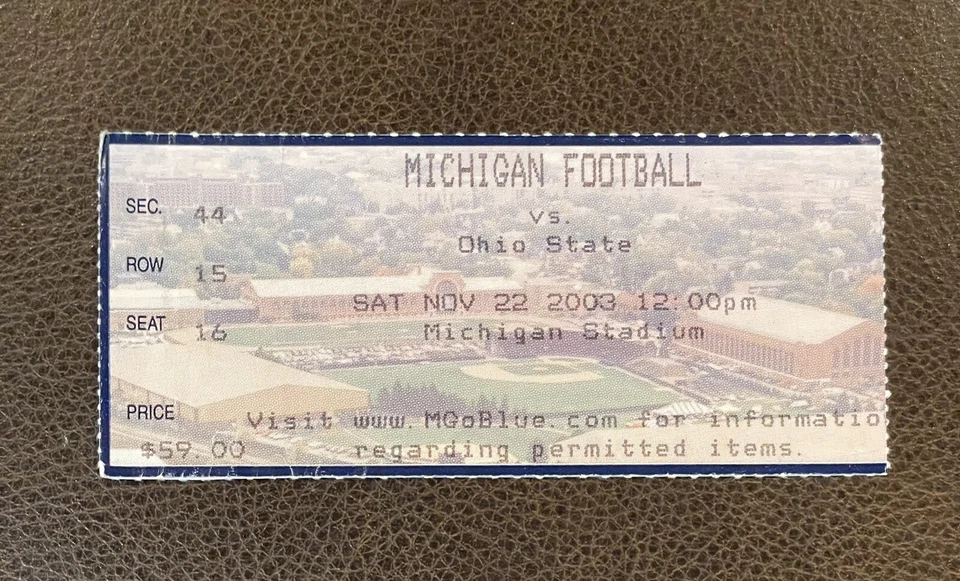 MICHIGAN FOOTBALL
SEC. 44
vs.
Ohio State
ROW 15
SAT NOV 22 2003 12:00pm
SEAT 16
Michigan Stadium
PRICE
Visit www.MGoBlue.com for informatio
$59.00
regarding permitted items.